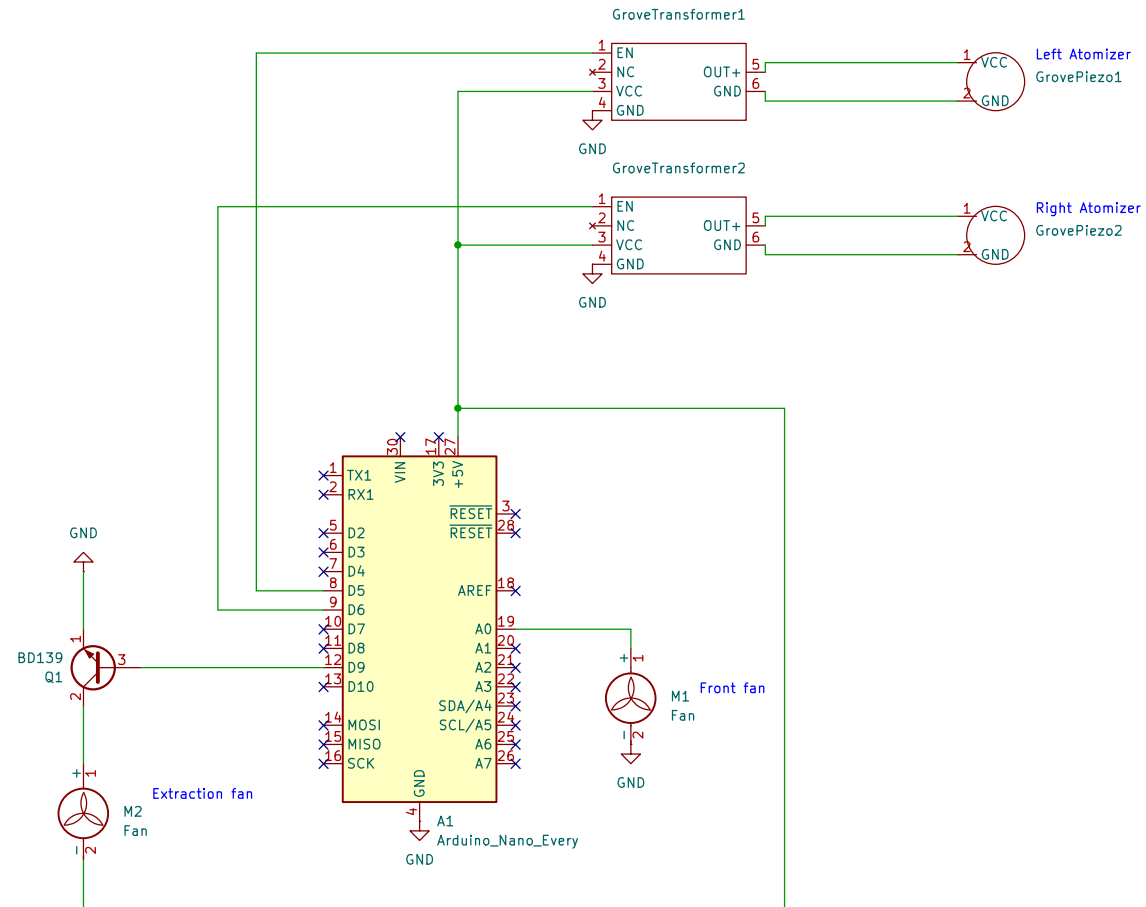 GroveTransformer1
1 EN
2 NC
3 VCC
4 GND
OUT+ 5
GND 6
GND
1 VCC
2 GND
Left Atomizer
GrovePiezo1
GroveTransformer2
1 EN
2 NC
3 VCC
4 GND
OUT+ 5
GND 6
GND
1 VCC
2 GND
Right Atomizer
GrovePiezo2
30 VIN
17 3V3
27 +5V
1 TX1
2 RX1
5 D2
6 D3
7 D4
8 D5
9 D6
10 D7
11 D8
12 D9
13 D10
14 MOSI
15 MISO
16 SCK
RESET 3
RESET 28
AREF 18
A0 19
A1 20
A2 21
A3 22
SDA/A4 23
SCL/A5 24
A6 25
A7 26
GND 4
A1
Arduino_Nano_Every
GND
GND
1
BD139
Q1
3
2
+ 1
M2
Fan
- 2
Extraction fan
+ 1
M1
Fan
- 2
Front fan
GND